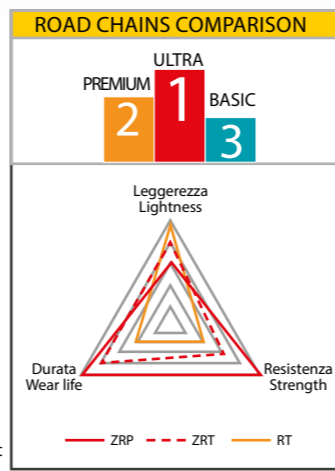 ROAD CHAINS COMPARISON
ULTRA
PREMIUM
BASIC
1
2
3
Leggerezza
Lightness
Durata
Wear life
Resistenza
Strength
ZRP
ZRT
RT